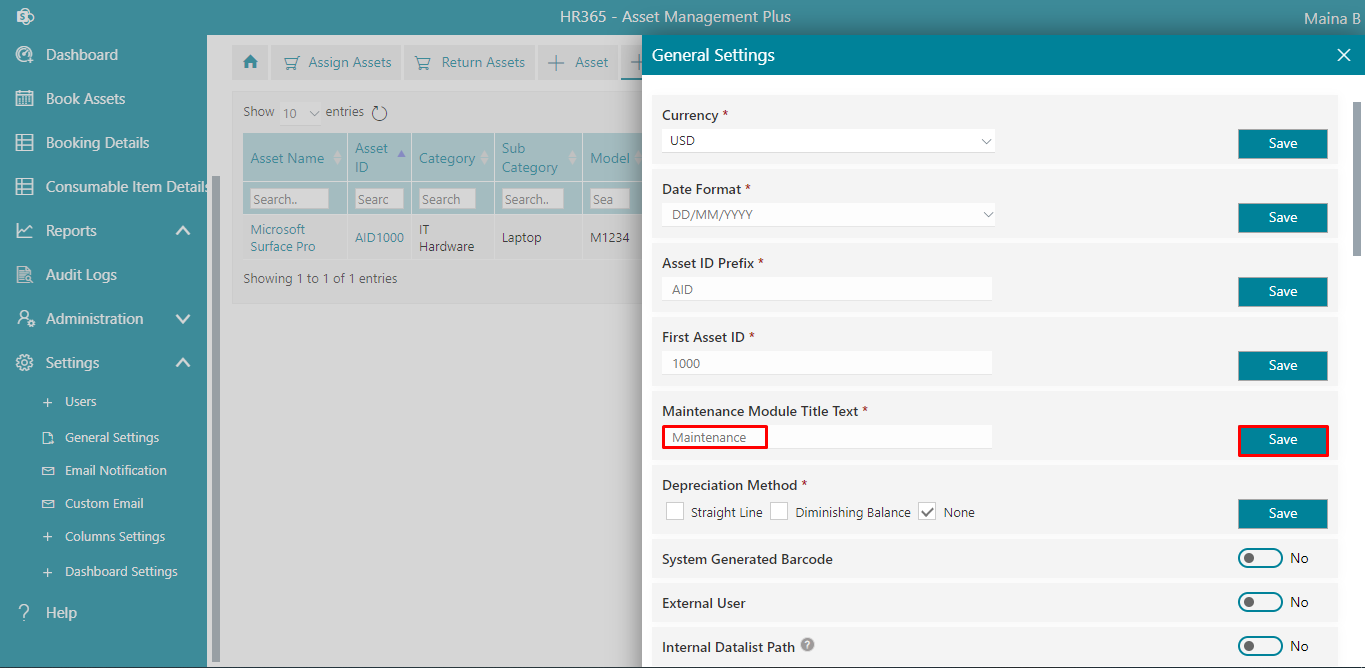 HR365 - Asset Management Plus
Maina B
Dashboard
Book Assets
Booking Details
Consumable Item Details
Reports
Audit Logs
Administration
Settings
Users
General Settings
Email Notification
Custom Email
Columns Settings
Dashboard Settings
Help
Assign Assets
Return Assets
Asset
Show 10 entries
Asset Name
Asset ID
Category
Sub Category
Model
Search..
Searc
Search
Search..
Sea
Microsoft Surface Pro
AID1000
IT Hardware
Laptop
M1234
Showing 1 to 1 of 1 entries
General Settings
Currency *
USD
Save
Date Format *
DD/MM/YYYY
Save
Asset ID Prefix *
AID
Save
First Asset ID *
1000
Save
Maintenance Module Title Text *
Maintenance
Save
Depreciation Method *
Straight Line Diminishing Balance None
Save
System Generated Barcode
No
External User
No
Internal Datalist Path ?
No